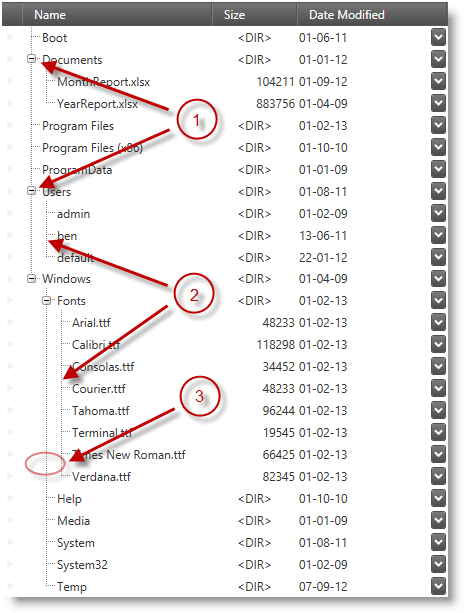 Name Size Date Modified
Boot <DIR> 01-06-11
Documents <DIR> 01-01-12
MonthReport.xlsx 104211 01-09-12
YearReport.xlsx 883756 01-04-09
1
Program Files <DIR> 01-02-13
Program Files (x86) <DIR> 01-10-10
ProgramData <DIR> 01-01-09
Users <DIR> 01-08-11
admin <DIR> 01-02-09
ben <DIR> 13-06-11
default <DIR> 22-01-12
Windows <DIR> 01-04-09
2
Fonts <DIR> 01-02-13
Arial.ttf 48233 01-02-13
Calibri.ttf 118298 01-02-13
Consolas.ttf 34452 01-02-13
Courier.ttf 48233 01-02-13
3
Tahoma.ttf 96244 01-02-13
Terminal.ttf 19545 01-02-13
Times New Roman.ttf 66425 01-02-13
Verdana.ttf 82345 01-02-13
Help <DIR> 01-10-10
Media <DIR> 01-01-09
System <DIR> 01-08-11
System32 <DIR> 01-02-09
Temp <DIR> 07-09-12